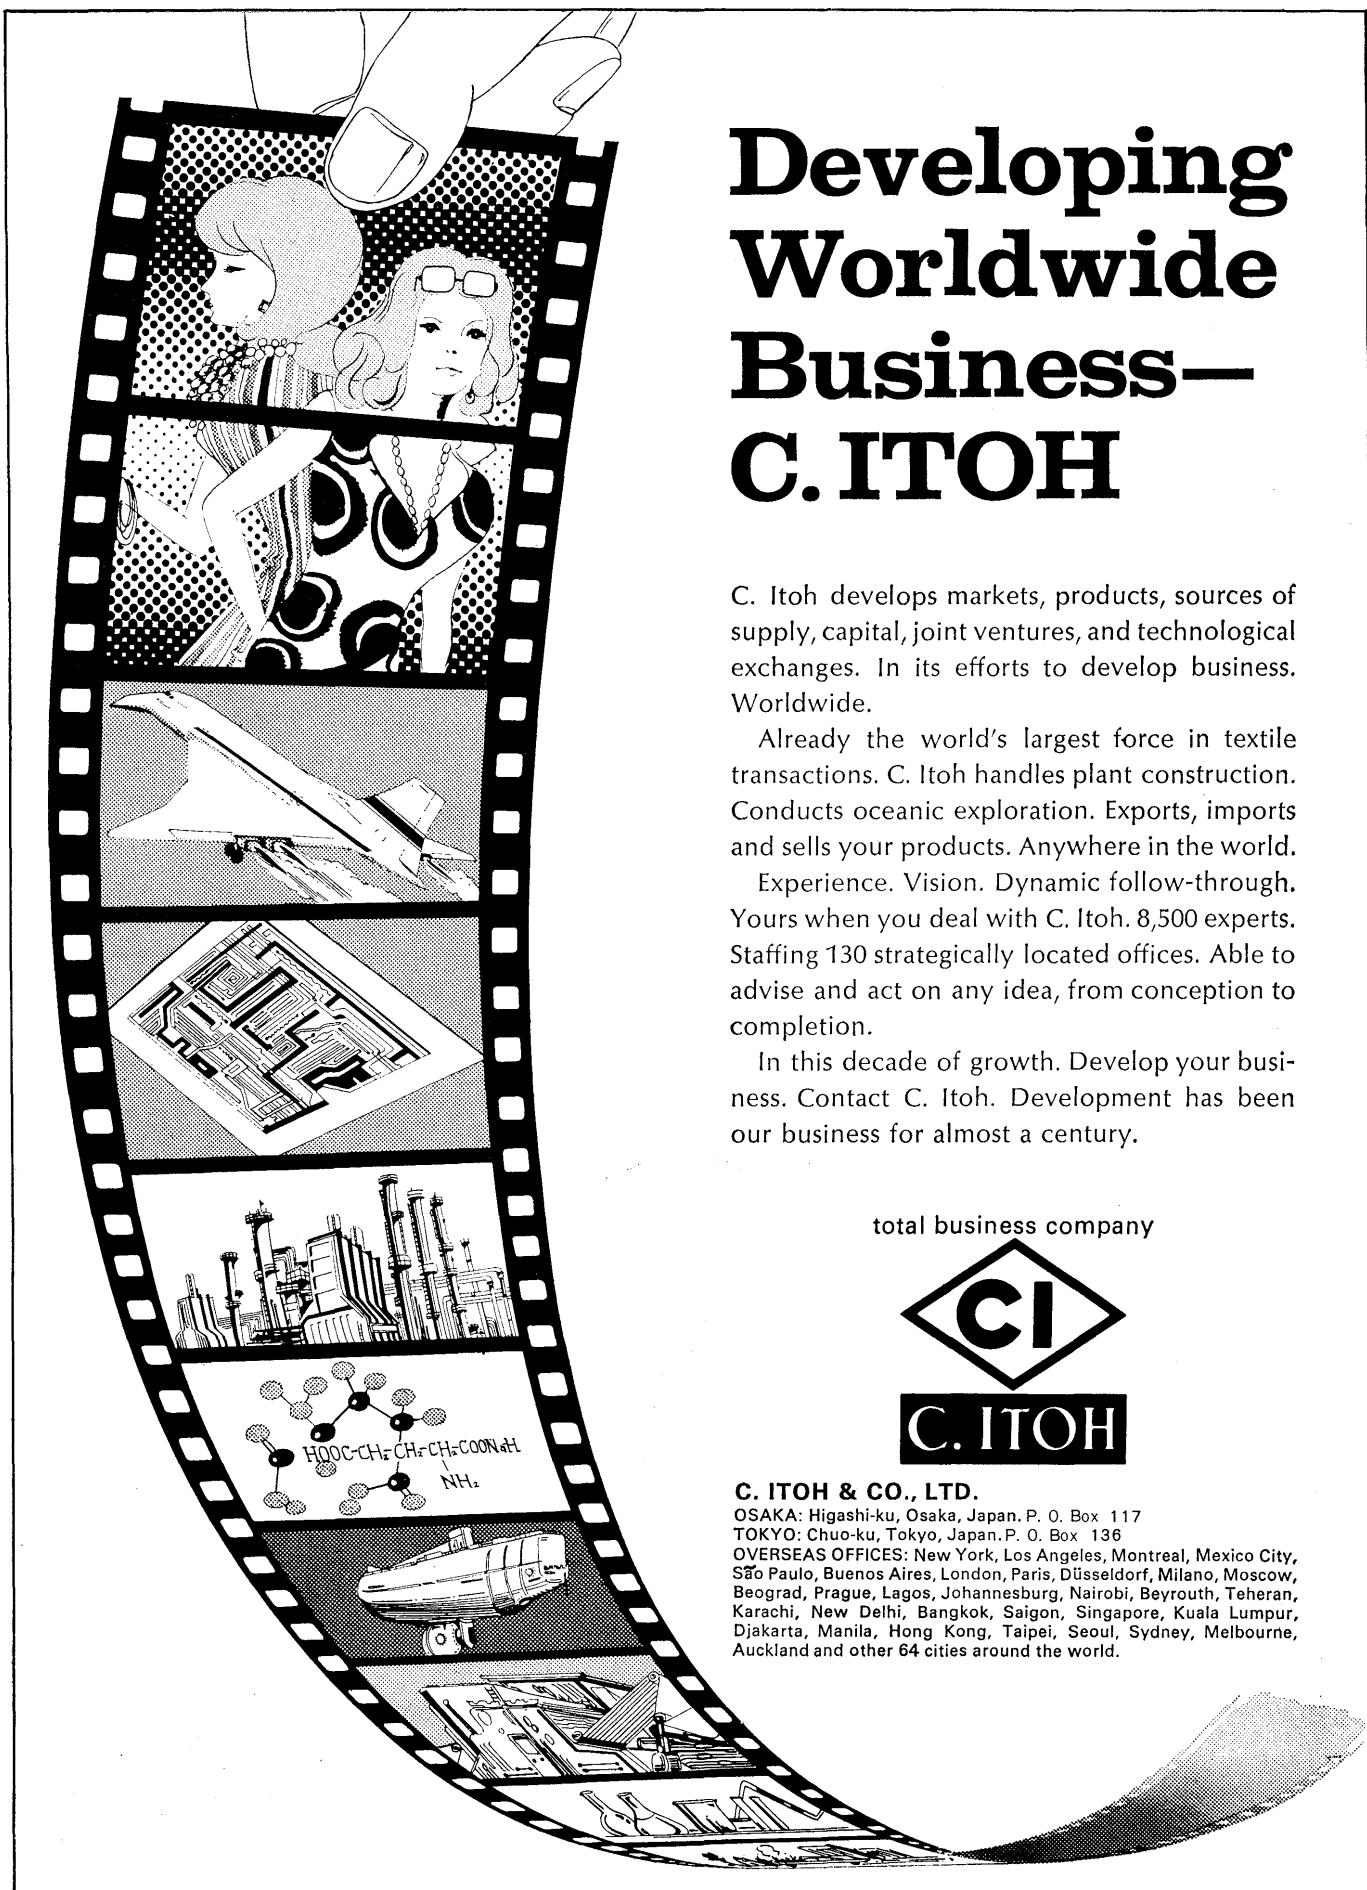 Developing
Worldwide
Business—
C. ITOH
C. Itoh develops markets, products, sources of
supply, capital, joint ventures, and technological
exchanges. In its efforts to develop business.
Worldwide.
Already the world's largest force in textile
transactions. C. Itoh handles plant construction.
Conducts oceanic exploration. Exports, imports
and sells your products. Anywhere in the world.
Experience. Vision. Dynamic follow-through.
Yours when you deal with C. Itoh. 8,500 experts.
Staffing 130 strategically located offices. Able to
advise and act on any idea, from conception to
completion.
In this decade of growth. Develop your busi-
ness. Contact C. Itoh. Development has been
our business for almost a century.
total business company
CI
C. ITOH
HOOC-CH₂-CH₂-CH₂-COONaH
NH₂
C. ITOH & CO., LTD.
OSAKA: Higashi-ku, Osaka, Japan. P. O. Box 117
TOKYO: Chuo-ku, Tokyo, Japan. P. O. Box 136
OVERSEAS OFFICES: New York, Los Angeles, Montreal, Mexico City,
São Paulo, Buenos Aires, London, Paris, Düsseldorf, Milano, Moscow,
Beograd, Prague, Lagos, Johannesburg, Nairobi, Beyrouth, Teheran,
Karachi, New Delhi, Bangkok, Saigon, Singapore, Kuala Lumpur,
Djakarta, Manila, Hong Kong, Taipei, Seoul, Sydney, Melbourne,
Auckland and other 64 cities around the world.